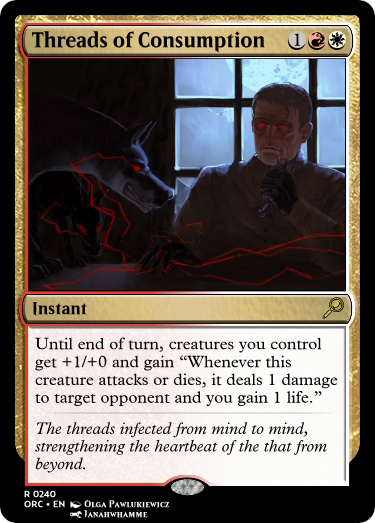 Threads of Consumption 1
Instant
Until end of turn, creatures you control
get +1/+0 and gain “Whenever this
creature attacks or dies, it deals 1 damage
to target opponent and you gain 1 life.”
The threads infected from mind to mind,
strengthening the heartbeat of the that from
beyond.
R 0240
ORC • EN Olga Pawlukiewicz
Janahwhamme